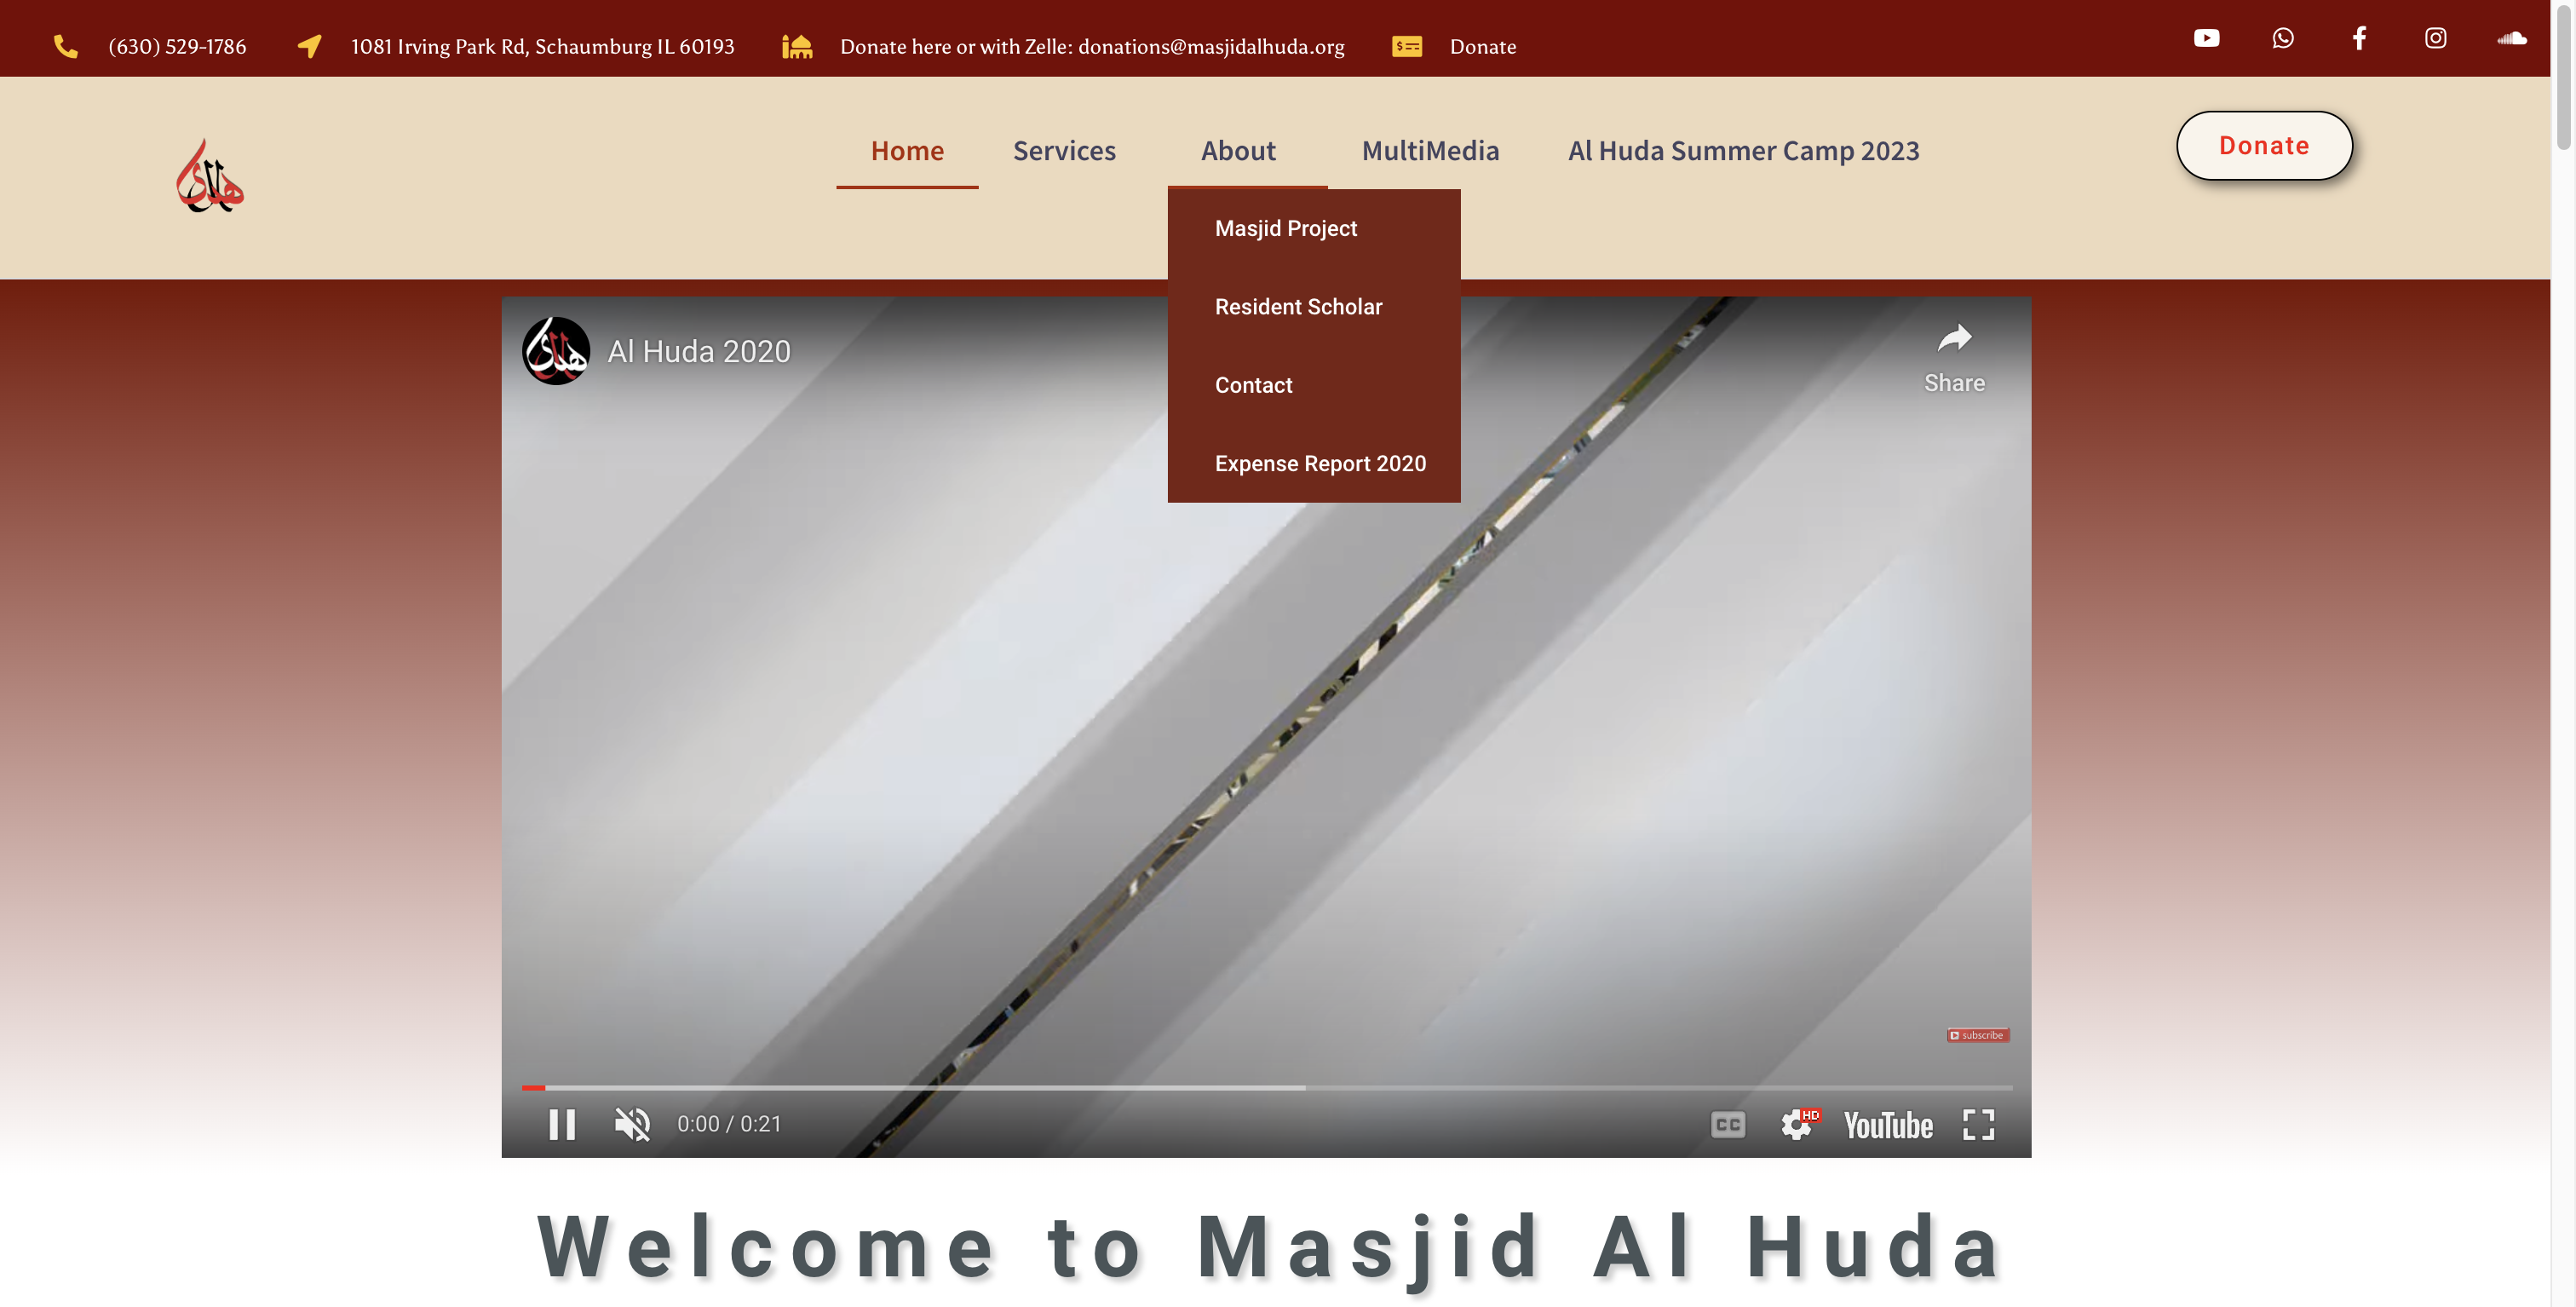 (630) 529-1786 1081 Irving Park Rd, Schaumburg IL 60193 Donate here or with Zelle: donations@masjidalhuda.org Donate
هدى
Home Services About MultiMedia Al Huda Summer Camp 2023 Donate
Masjid Project
Resident Scholar
Contact
Expense Report 2020
هدى Al Huda 2020
Share
subscribe
0:00 / 0:21 CC HD YouTube
Welcome to Masjid Al Huda